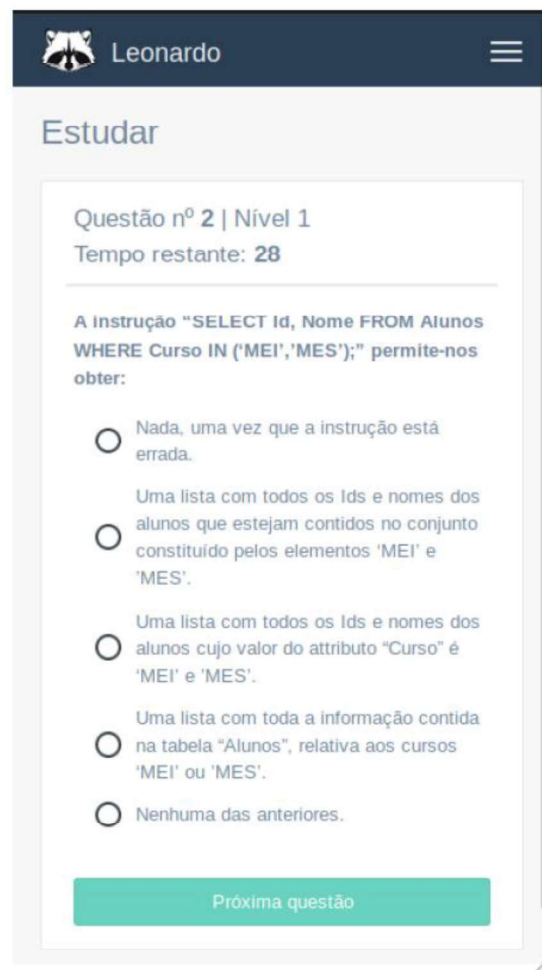 Leonardo
Estudar
Questão nº 2 | Nível 1
Tempo restante: 28
A instrução “SELECT Id, Nome FROM Alunos
WHERE Curso IN (‘MEI’,’MES’);” permite-nos
obter:
Nada, uma vez que a instrução está
errada.
Uma lista com todos os Ids e nomes dos
alunos que estejam contidos no conjunto
constituído pelos elementos ‘MEI’ e
’MES’.
Uma lista com todos os Ids e nomes dos
alunos cujo valor do attributo “Curso” é
‘MEI’ e ’MES’.
Uma lista com toda a informação contida
na tabela “Alunos”, relativa aos cursos
‘MEI’ ou ’MES’.
Nenhuma das anteriores.
Próxima questão